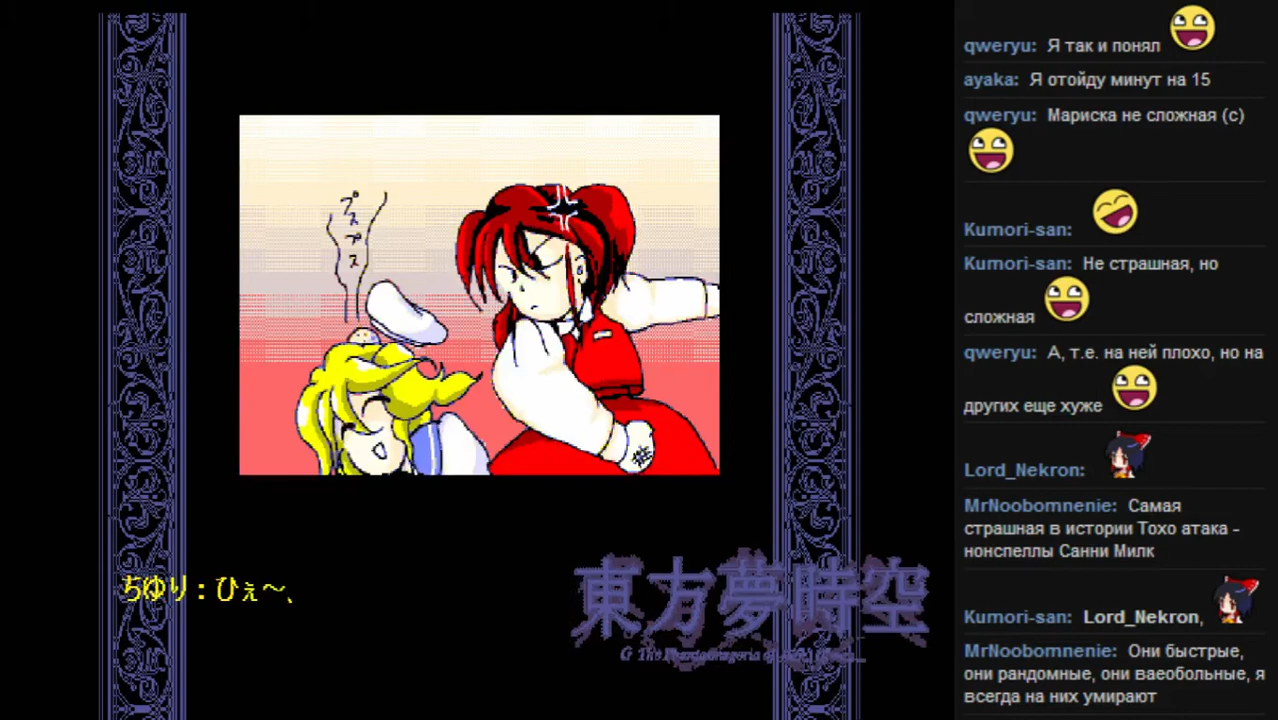 プスプス
ちゆり：ひぇ〜、
東方夢時空
qweryu: Я так и понял
ayaka: Я отойду минут на 15
qweryu: Мариска не сложная (с)
Kumori-san:
Kumori-san: Не страшная, но
сложная
qweryu: А, т.е. на ней плохо, но на
других еще хуже
Lord_Nekron:
MrNoobomnenie: Самая
страшная в истории Тохо атака -
нонспеллы Санни Милк
Kumori-san: Lord_Nekron,
MrNoobomnenie: Они быстрые,
они рандомные, они ваеобольные, я
всегда на них умирают